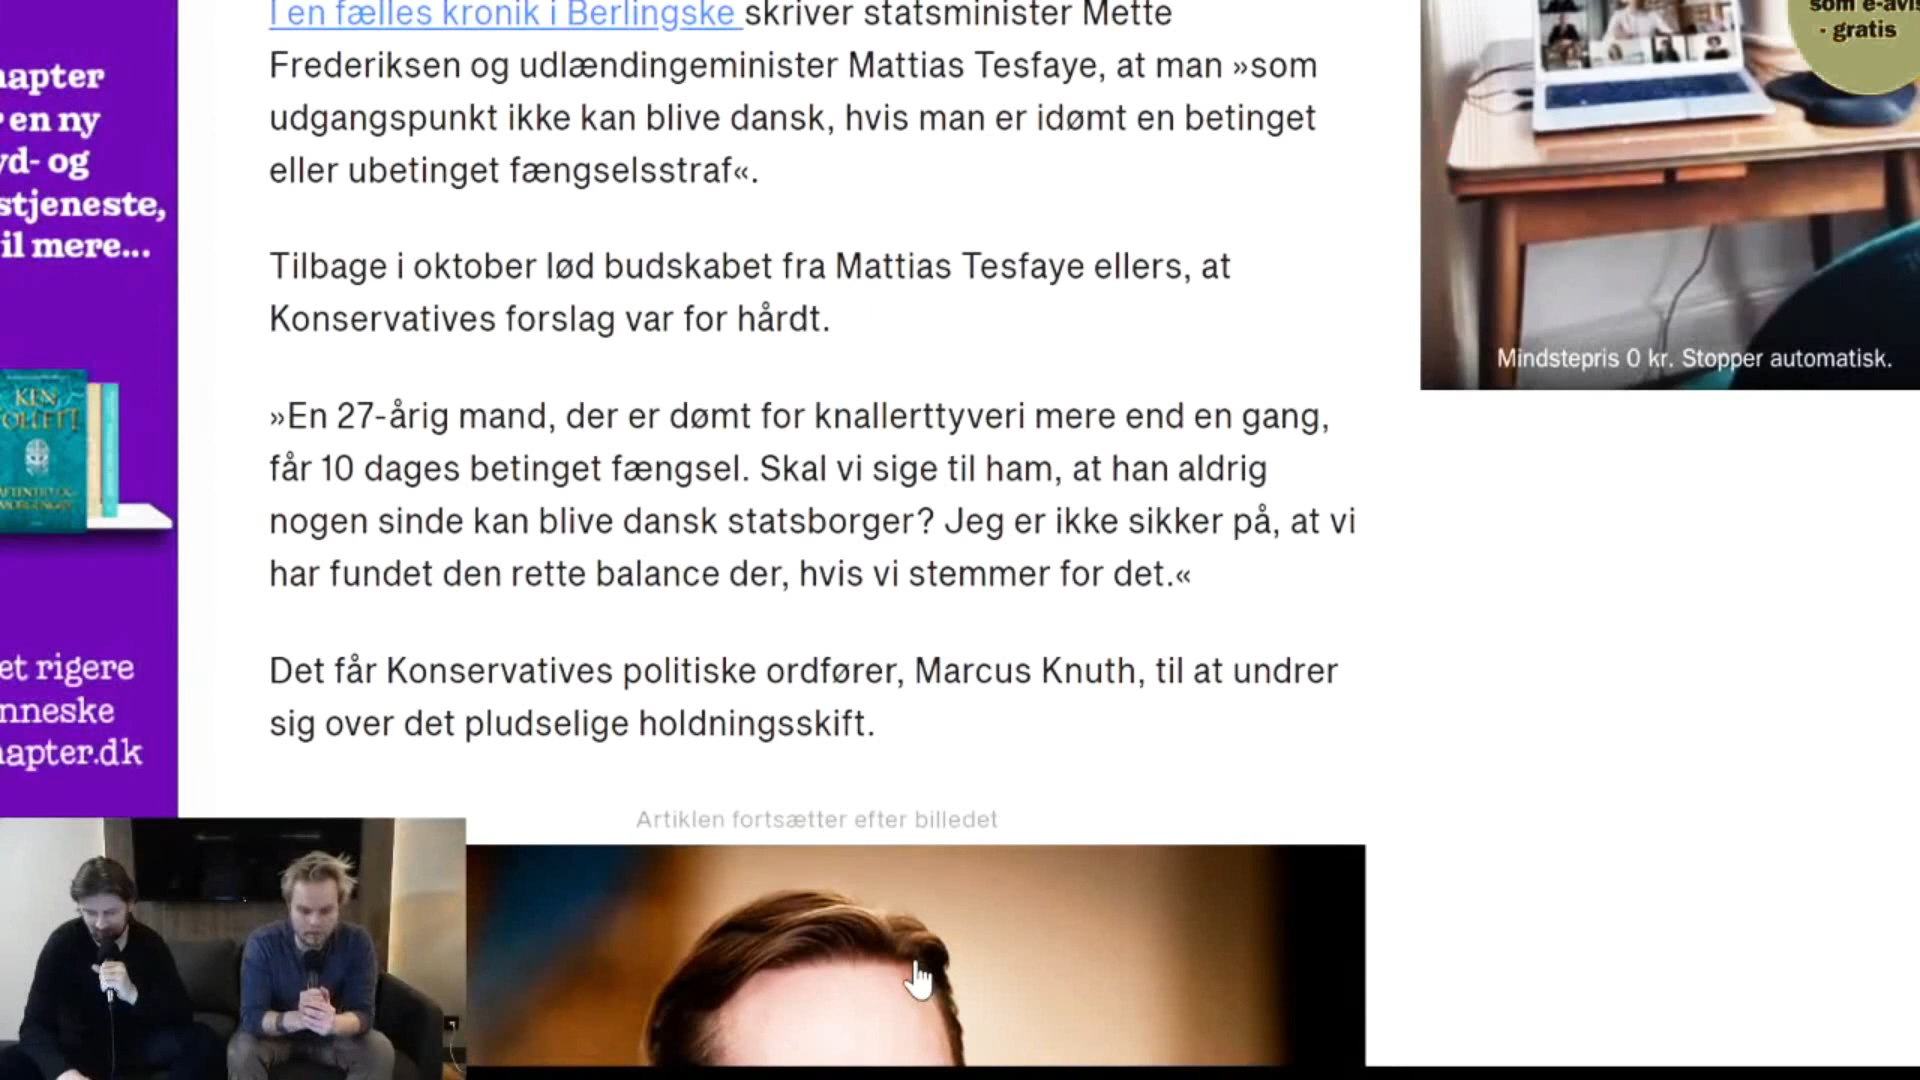 I en fælles kronik i Berlingske skriver statsminister Mette
Frederiksen og udlændingeminister Mattias Tesfaye, at man »som
udgangspunkt ikke kan blive dansk, hvis man er idømt en betinget
eller ubetinget fængselsstraf«.
Tilbage i oktober lød budskabet fra Mattias Tesfaye ellers, at
Konservatives forslag var for hårdt.
»En 27-årig mand, der er dømt for knallerttyveri mere end en gang,
får 10 dages betinget fængsel. Skal vi sige til ham, at han aldrig
nogen sinde kan blive dansk statsborger? Jeg er ikke sikker på, at vi
har fundet den rette balance der, hvis vi stemmer for det.«
Det får Konservatives politiske ordfører, Marcus Knuth, til at undrer
sig over det pludselige holdningsskift.
Artiklen fortsætter efter billedet
apter
en ny
yd- og
stjeneste,
il mere...
KEN
OLLETT
et rigere
nneske
apter.dk
som e-avis
- gratis
Mindstepris 0 kr. Stopper automatisk.